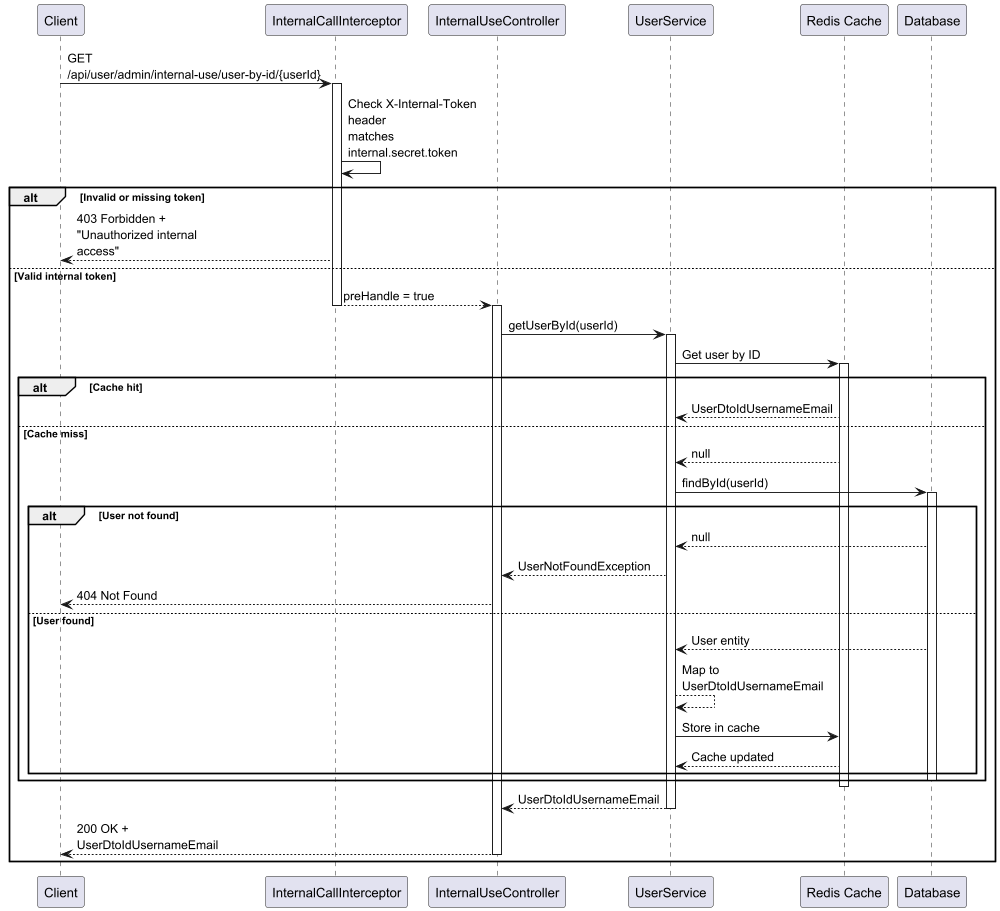 Client
InternalCallInterceptor
InternalUseController
UserService
Redis Cache
Database
GET
/api/user/admin/internal-use/user-by-id/{userId}
Check X-Internal-Token
header
matches
internal.secret.token
alt
[Invalid or missing token]
403 Forbidden +
"Unauthorized internal
access"
[Valid internal token]
preHandle = true
getUserById(userId)
Get user by ID
alt
[Cache hit]
UserDtoIdUsernameEmail
[Cache miss]
null
findById(userId)
alt
[User not found]
null
UserNotFoundException
404 Not Found
[User found]
User entity
Map to
UserDtoIdUsernameEmail
Store in cache
Cache updated
UserDtoIdUsernameEmail
200 OK +
UserDtoIdUsernameEmail
Client
InternalCallInterceptor
InternalUseController
UserService
Redis Cache
Database